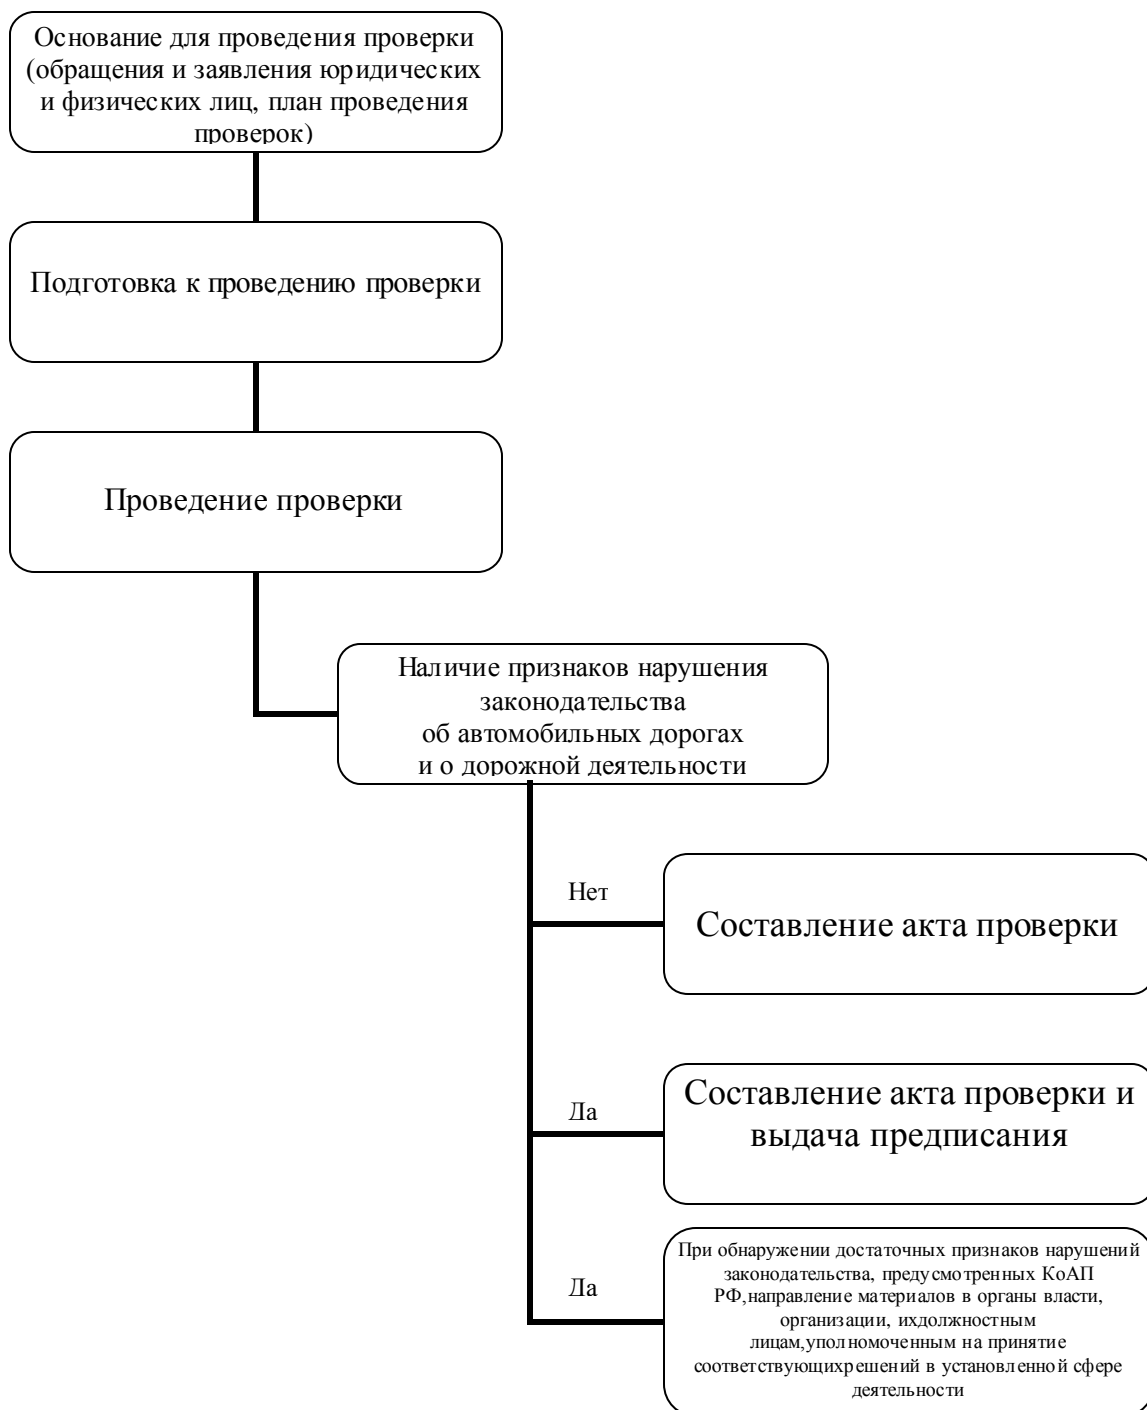 Основание для проведения проверки
(обращения и заявления юридических
и физических лиц, план проведения
проверок)
Подготовка к проведению проверки
Проведение проверки
Наличие признаков нарушения
законодательства
об автомобильных дорогах
и о дорожной деятельности
Нет
Составление акта проверки
Да
Составление акта проверки и
выдача предписания
Да
При обнаружении достаточных признаков нарушений
законодательства, предусмотренных КоАП
РФ,направление материалов в органы власти,
организации, ихдолжностным
лицам,уполномоченным на принятие
соответствующихрешений в установленной сфере
деятельности